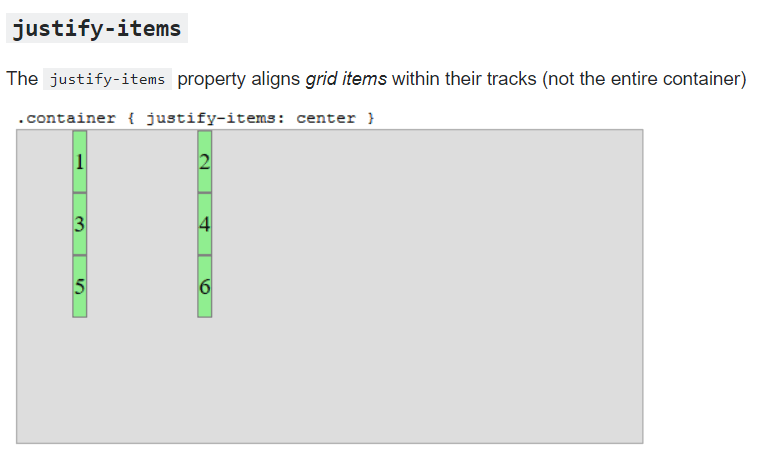 justify-items
The justify-items property aligns grid items within their tracks (not the entire container)
.container { justify-items: center }
1 2
3 4
5 6